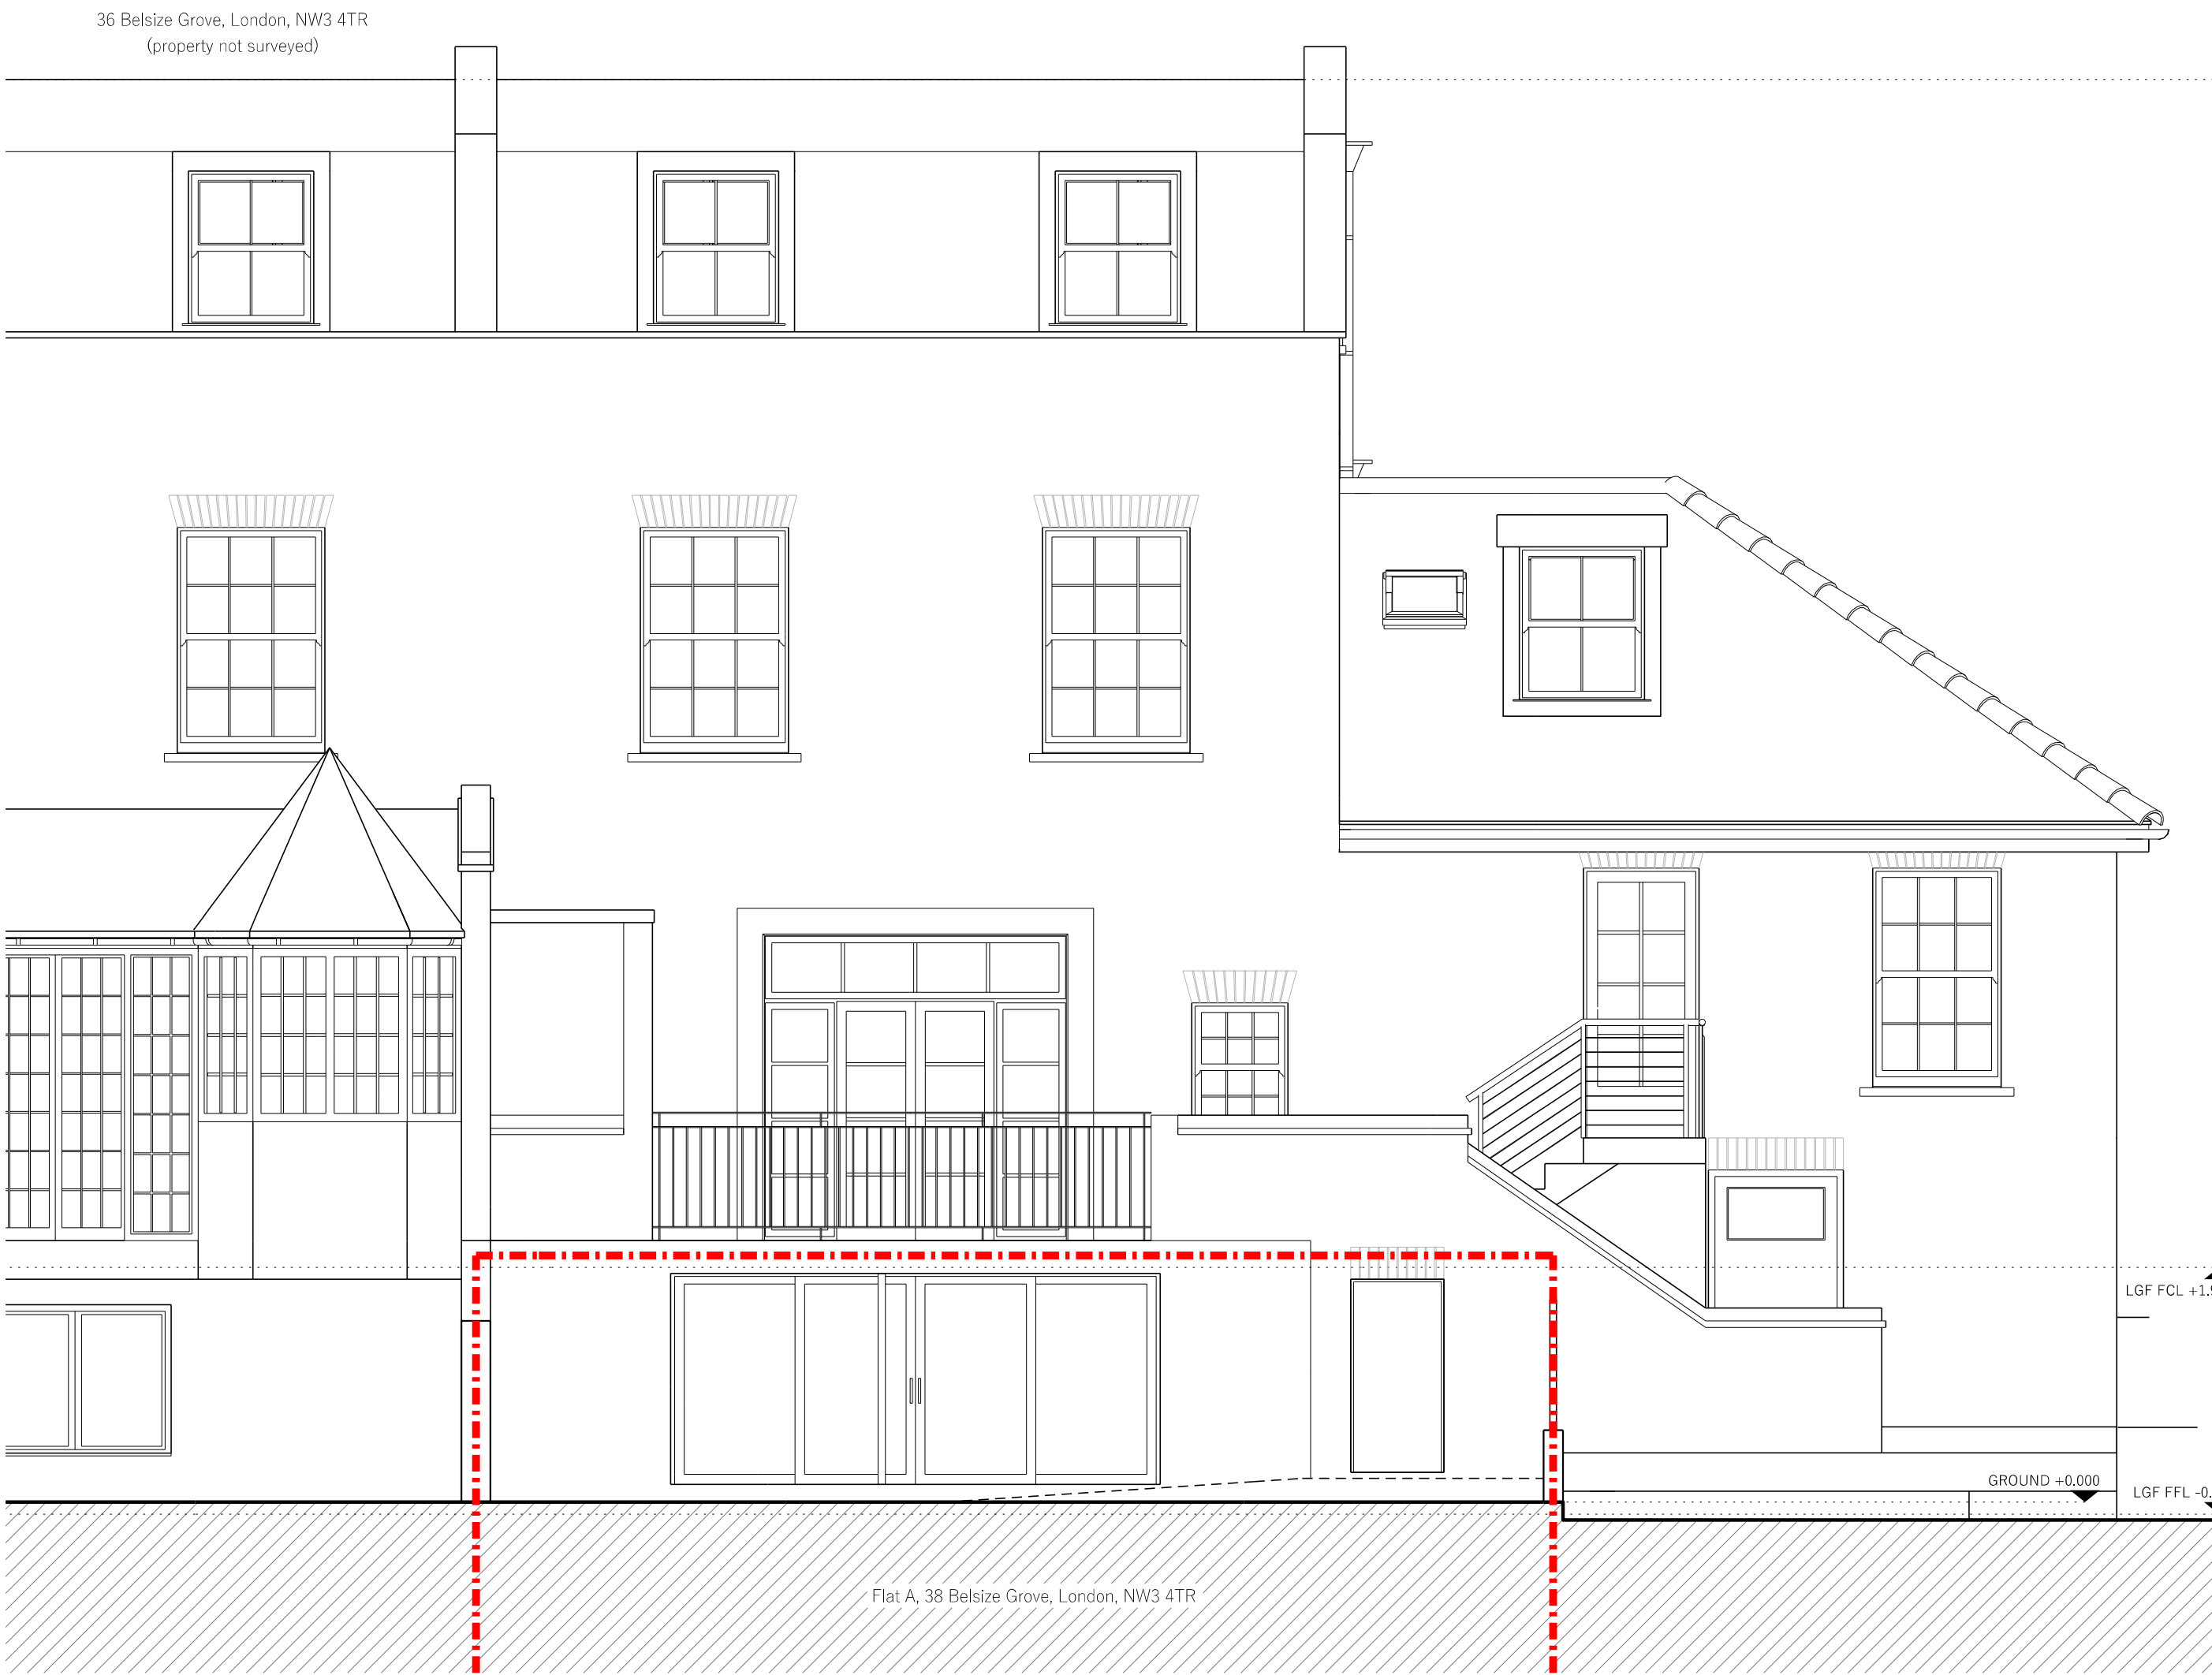 36 Belsize Grove, London, NW3 4TR
(property not surveyed)
LGF FCL +1.
GROUND +0.000
LGF FFL -0.
Flat A, 38 Belsize Grove, London, NW3 4TR